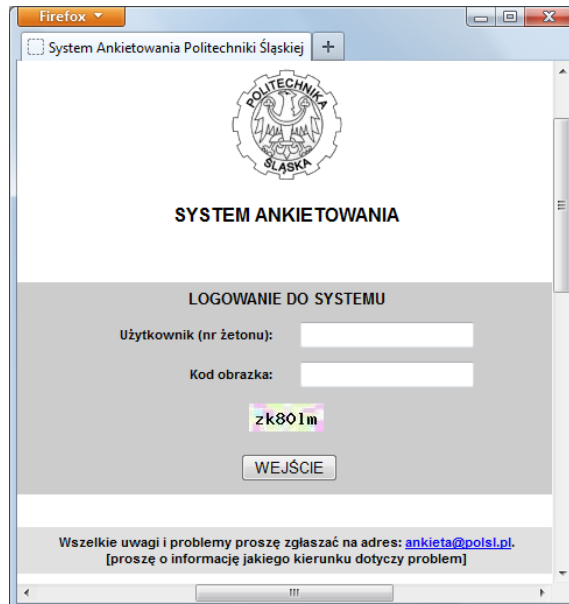 Firefox
System Ankietowania Politechniki Śląskiej
POLITECHNIKA
ŚLĄSKA
SYSTEM ANKIETOWANIA
LOGOWANIE DO SYSTEMU
Użytkownik (nr żetonu):
Kod obrazka:
zk80lm
WEJŚCIE
Wszelkie uwagi i problemy proszę zgłaszać na adres: ankieta@polsl.pl.
[proszę o informację jakiego kierunku dotyczy problem]